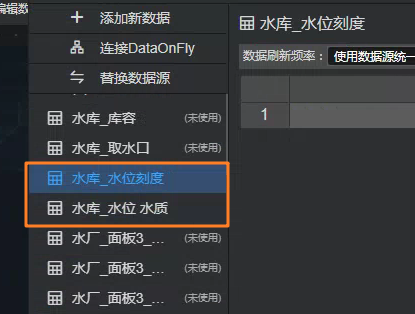 编辑数
添加新数据
连接DataOnFly
替换数据源
水库_库容 (未使用)
水库_取水口 (未使用)
水库_水位刻度
水库_水位 水质
水厂_面板3_... (未使用)
水厂_面板3_... (未使用)
水厂_面板3_... (未使用)
水库_水位刻度
数据刷新频率： 使用数据源统一
1